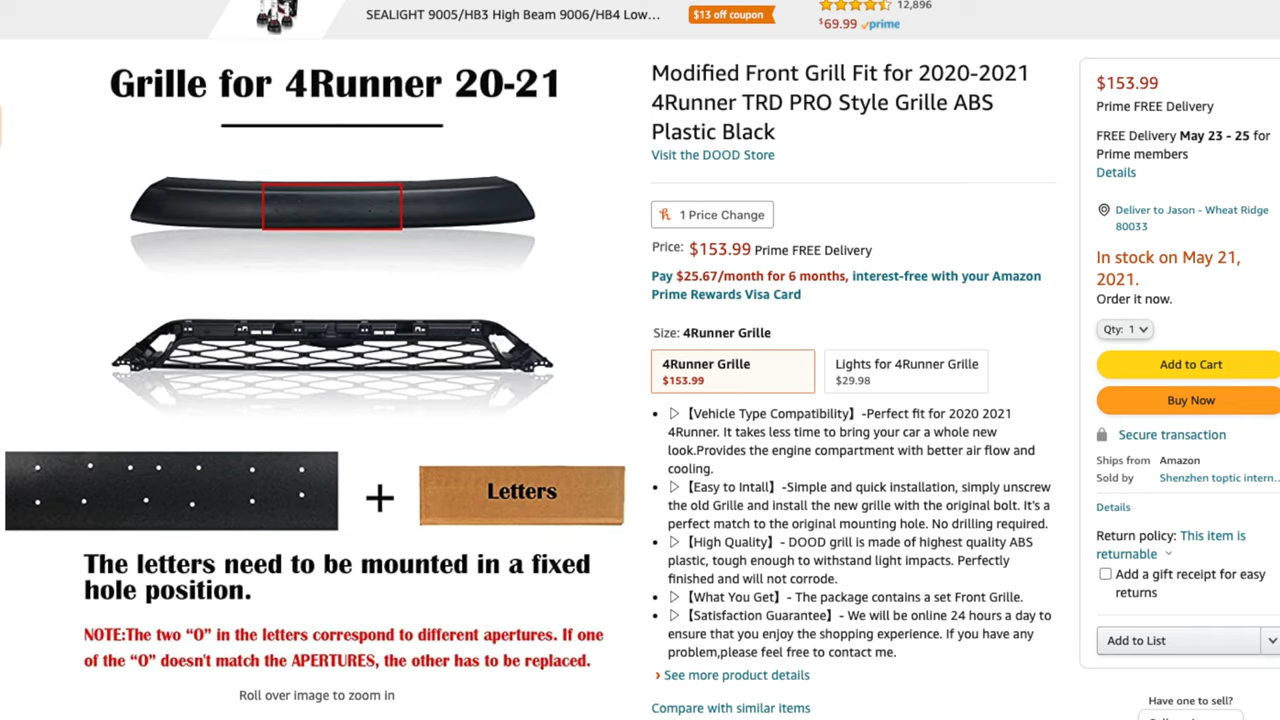 SEALIGHT 9005/HB3 High Beam 9006/HB4 Low…
$13 off coupon
12,896
$69.99 prime
Grille for 4Runner 20-21
Letters
The letters need to be mounted in a fixed
hole position.
NOTE:The two “O” in the letters correspond to different apertures. If one
of the “O” doesn't match the APERTURES, the other has to be replaced.
Roll over image to zoom in
Modified Front Grill Fit for 2020-2021
4Runner TRD PRO Style Grille ABS
Plastic Black
Visit the DOOD Store
1 Price Change
Price: $153.99 Prime FREE Delivery
Pay $25.67/month for 6 months, interest-free with your Amazon
Prime Rewards Visa Card
Size: 4Runner Grille
4Runner Grille
$153.99
Lights for 4Runner Grille
$29.98
▷【Vehicle Type Compatibility】-Perfect fit for 2020 2021
4Runner. It takes less time to bring your car a whole new
look.Provides the engine compartment with better air flow and
cooling.
▷【Easy to Intall】-Simple and quick installation, simply unscrew
the old Grille and install the new grille with the original bolt. It's a
perfect match to the original mounting hole. No drilling required.
▷【High Quality】- DOOD grill is made of highest quality ABS
plastic, tough enough to withstand light impacts. Perfectly
finished and will not corrode.
▷【What You Get】- The package contains a set Front Grille.
▷【Satisfaction Guarantee】- We will be online 24 hours a day to
ensure that you enjoy the shopping experience. If you have any
problem,please feel free to contact me.
› See more product details
Compare with similar items
$153.99
Prime FREE Delivery
FREE Delivery May 23 - 25 for
Prime members
Details
Deliver to Jason - Wheat Ridge
80033
In stock on May 21,
2021.
Order it now.
Qty: 1
Add to Cart
Buy Now
Secure transaction
Ships from Amazon
Sold by Shenzhen toptic intern…
Details
Return policy: This item is
returnable
Add a gift receipt for easy
returns
Add to List
Have one to sell?